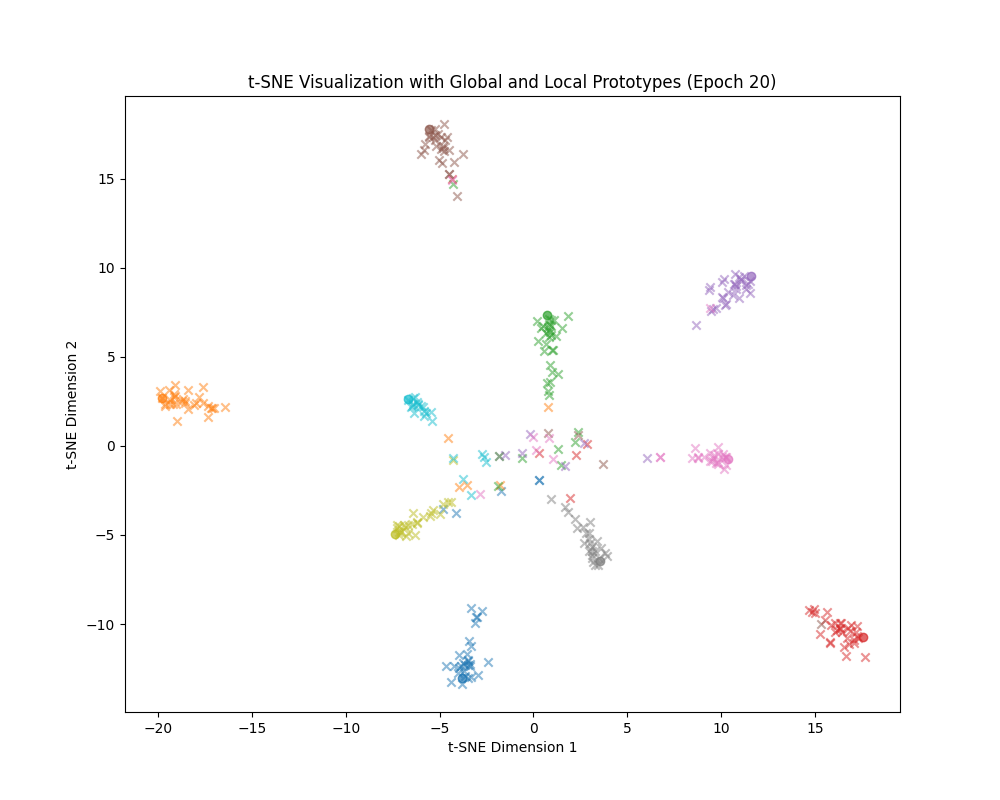 t-SNE Visualization with Global and Local Prototypes (Epoch 20)
t-SNE Dimension 2
15
10
5
0
−5
−10
−20 −15 −10 −5 0 5 10 15
t-SNE Dimension 1